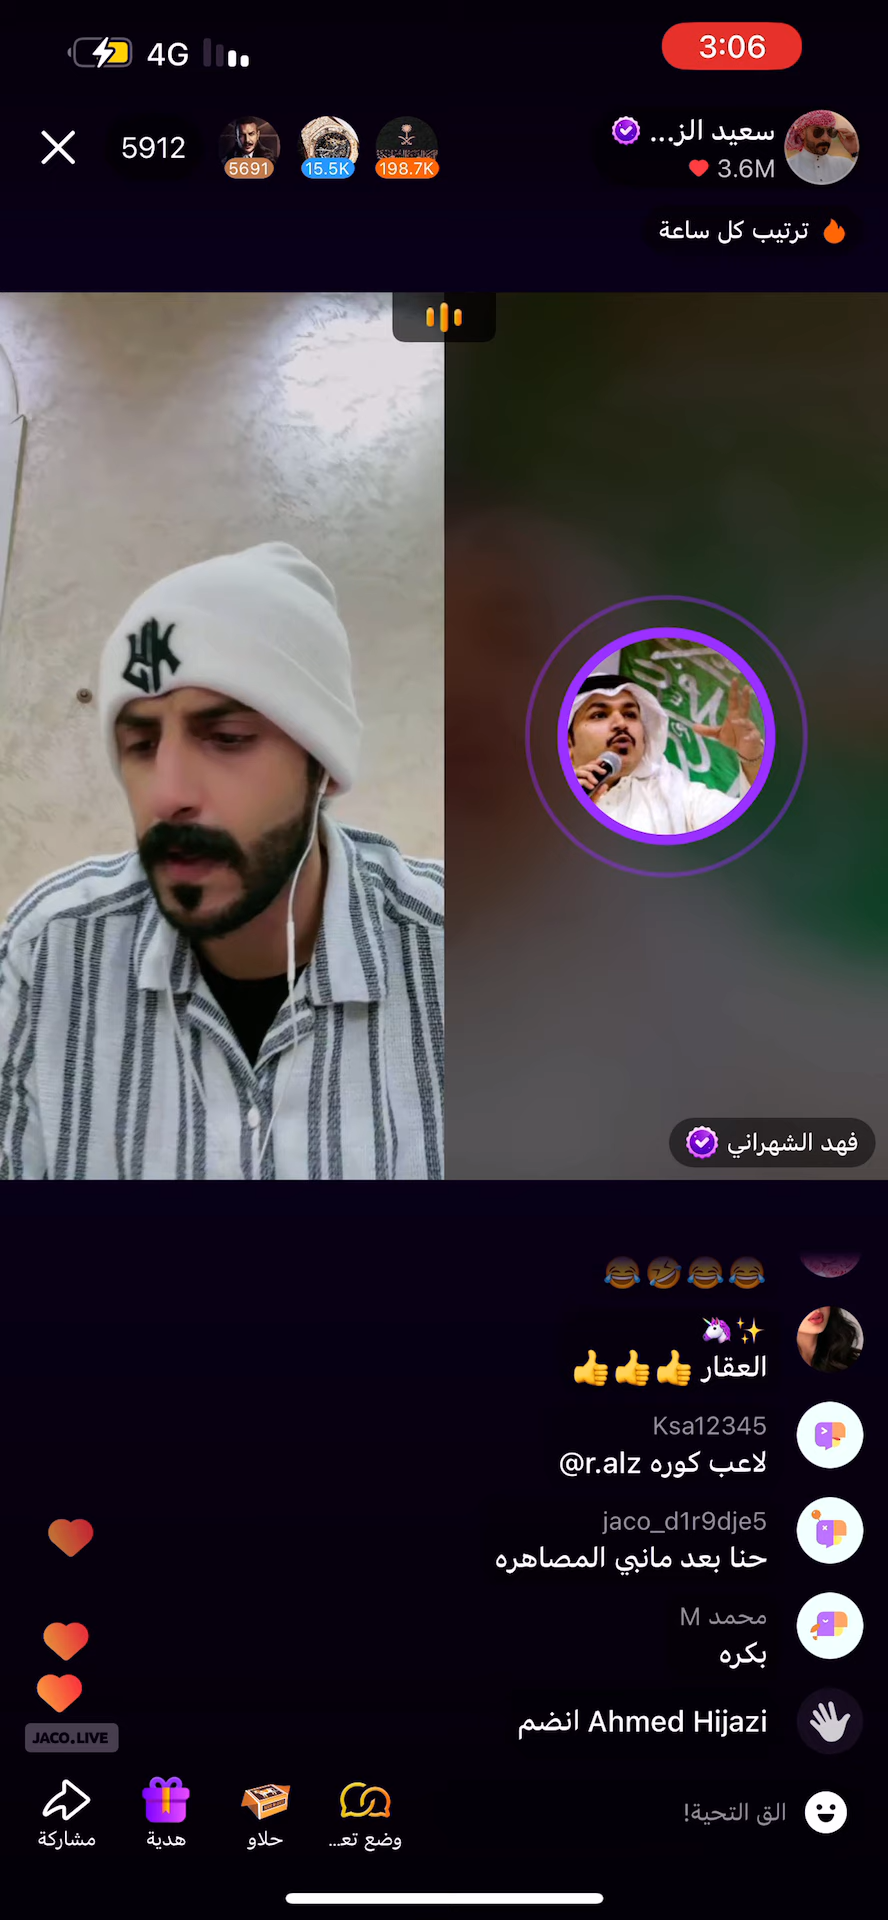 4G
3:06
5912
5691
15.5K
198.7K
سعيد الز...
3.6M
ترتيب كل ساعة
فهد الشهراني
😂🤣😂😂
🦄✨
العقار 👍👍👍
Ksa12345
لاعب كوره @r.alz
jaco_d1r9dje5
حنا بعد مانبي المصاهره
محمد M
بكره
Ahmed Hijazi انضم
JACO.LIVE
مشاركة
هدية
حلاو
وضع تعـ...
الق التحية!